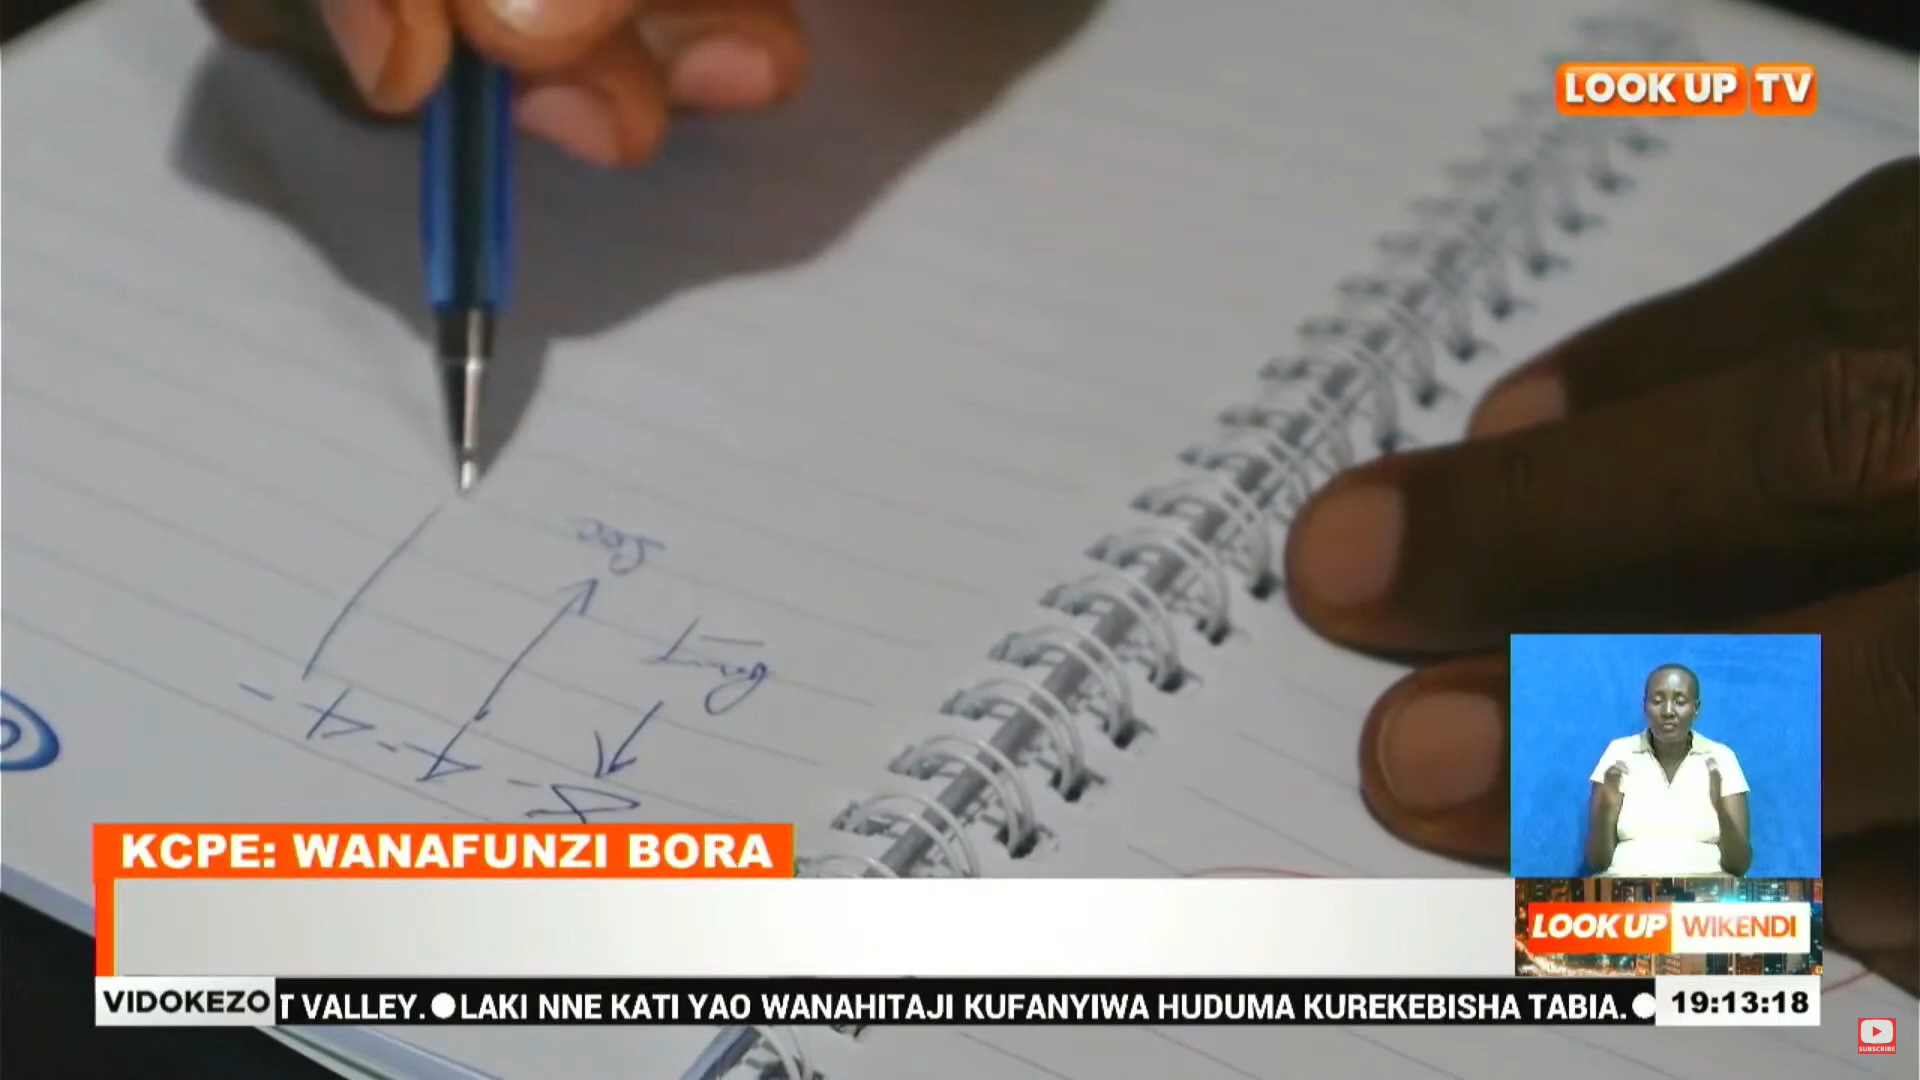 LOOK UP TV
KCPE: WANAFUNZI BORA
LOOK UP WIKENDI
VIDOKEZO T VALLEY. LAKI NNE KATI YAO WANAHITAJI KUFANYIWA HUDUMA KUREKEBISHA TABIA. 19:13:18
SUBSCRIBE